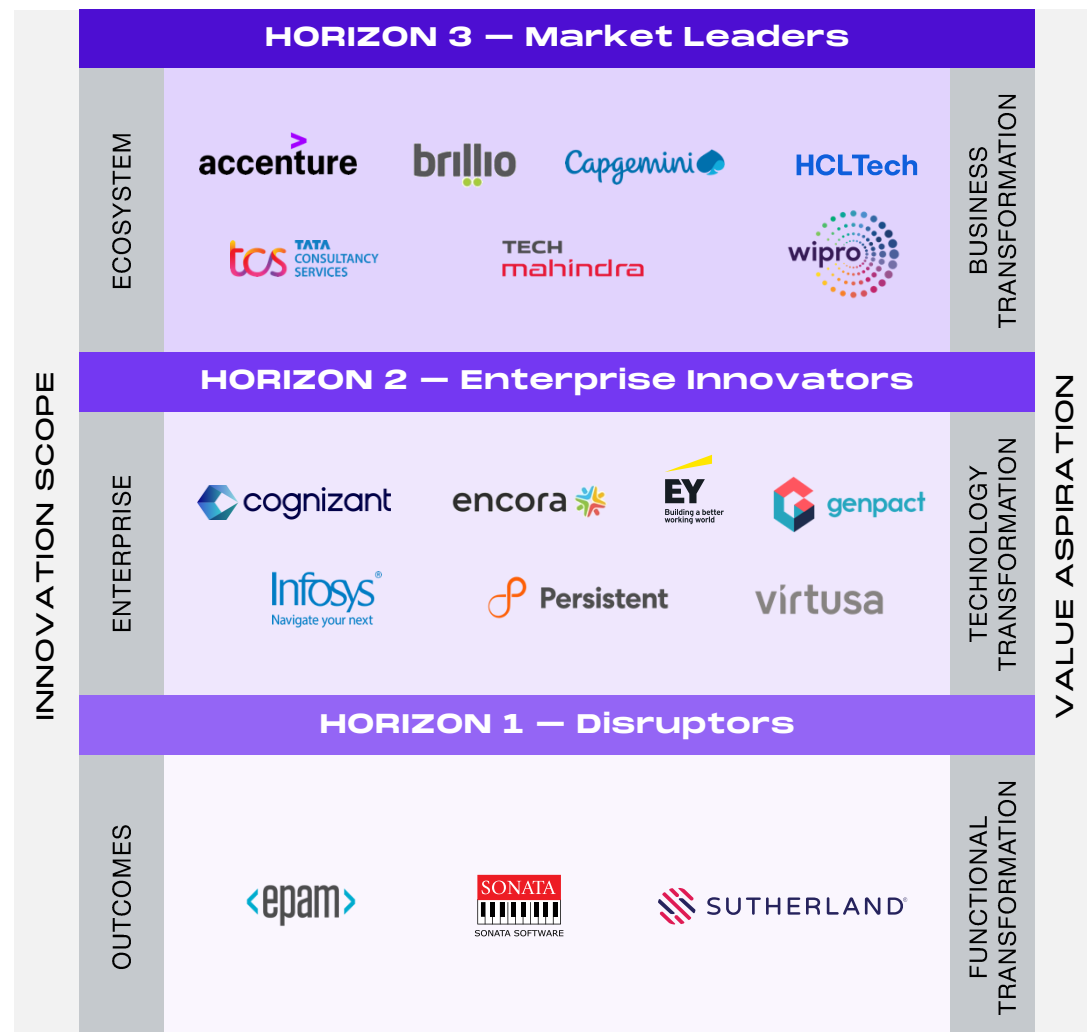 HORIZON 3 — Market Leaders
ECOSYSTEM
accenture
brillio
Capgemini
HCLTech
tcs TATA
CONSULTANCY
SERVICES
TECH
mahindra
wipro
BUSINESS
TRANSFORMATION
INNOVATION SCOPE
VALUE ASPIRATION
HORIZON 2 — Enterprise Innovators
ENTERPRISE
cognizant
encora
EY
Building a better
working world
genpact
Infosys®
Navigate your next
Persistent
virtusa
TECHNOLOGY
TRANSFORMATION
HORIZON 1 — Disruptors
OUTCOMES
<epam>
SONATA
SONATA SOFTWARE
SUTHERLAND®
FUNCTIONAL
TRANSFORMATION